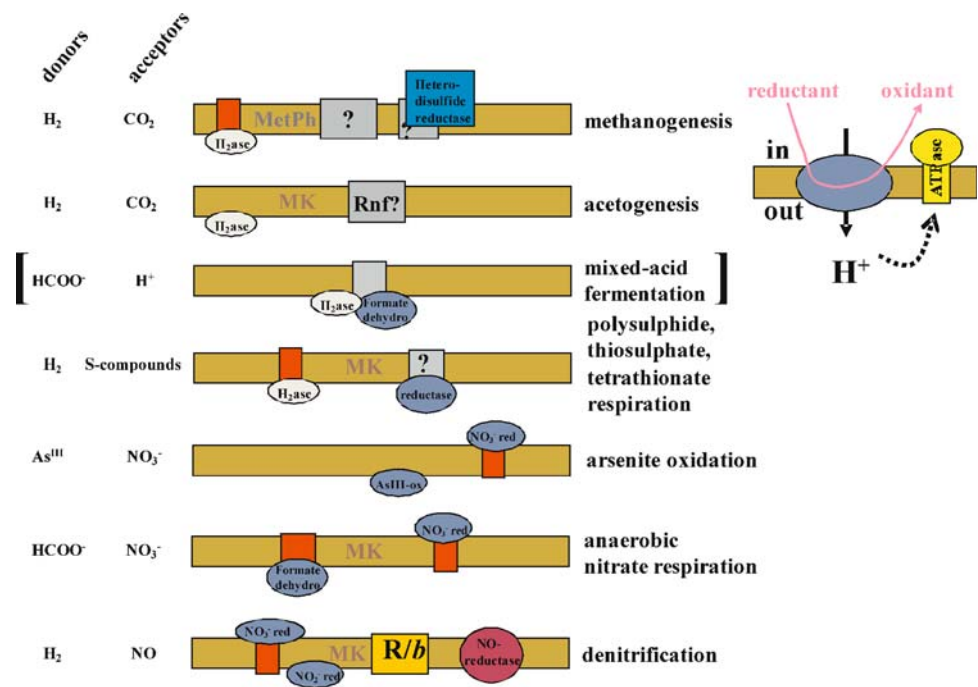 donors
acceptors
H₂ CO₂ MetPh ? ? Hetero-
disulfide
reductase
H₂ase
methanogenesis
H₂ CO₂ MK Rnf? acetogenesis
H₂ase
[ HCOO⁻ H⁺ mixed-acid
fermentation ]
H₂ase Formate
dehydro
H₂ S-compounds MK ? polysulphide,
thiosulphate,
tetrathionate
respiration
H₂ase reductase
Asᴵᴵᴵ NO₃⁻ NO₃⁻ red arsenite oxidation
AsIII-ox
HCOO⁻ NO₃⁻ MK NO₃⁻ red anaerobic
nitrate respiration
Formate
dehydro
H₂ NO NO₃⁻ red MK R/b NO-
reductase denitrification
NO₂⁻ red
reductant oxidant
in
out
ATPase
H⁺